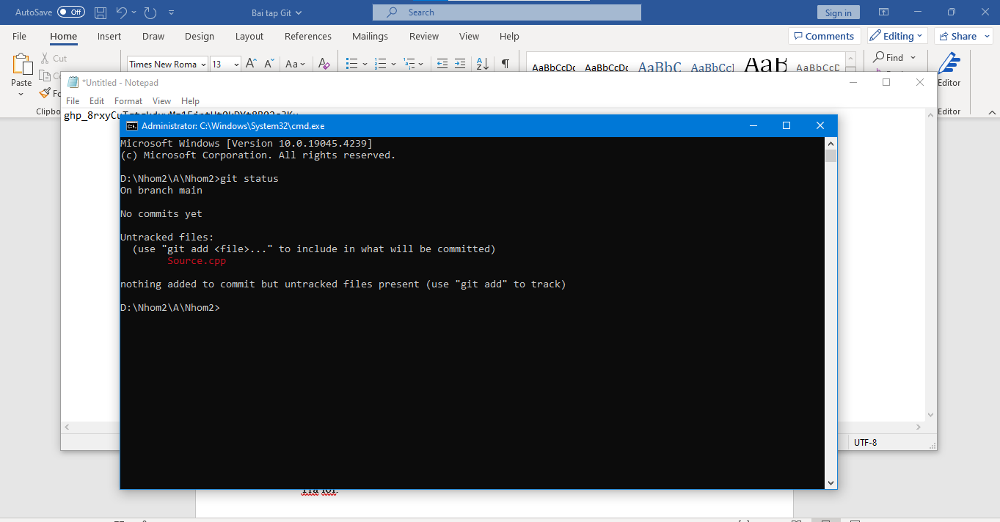 AutoSave Off Bai tap Git Search Sign in
File Home Insert Draw Design Layout References Mailings Review View Help Comments Editing Share
Cut
Times New Roma 13 Aa
AaBbCcDc AaBbCcDc AaBbC AaBbCcI AaB AaBbCcD
Find
Paste
Editor
Editor
*Untitled - Notepad
File Edit Format View Help
Administrator: C:\Windows\System32\cmd.exe
Microsoft Windows [Version 10.0.19045.4239]
(c) Microsoft Corporation. All rights reserved.
D:\Nhom2\A\Nhom2>git status
On branch main
No commits yet
Untracked files:
(use "git add <file>..." to include in what will be committed)
Source.cpp
nothing added to commit but untracked files present (use "git add" to track)
D:\Nhom2\A\Nhom2>
UTF-8